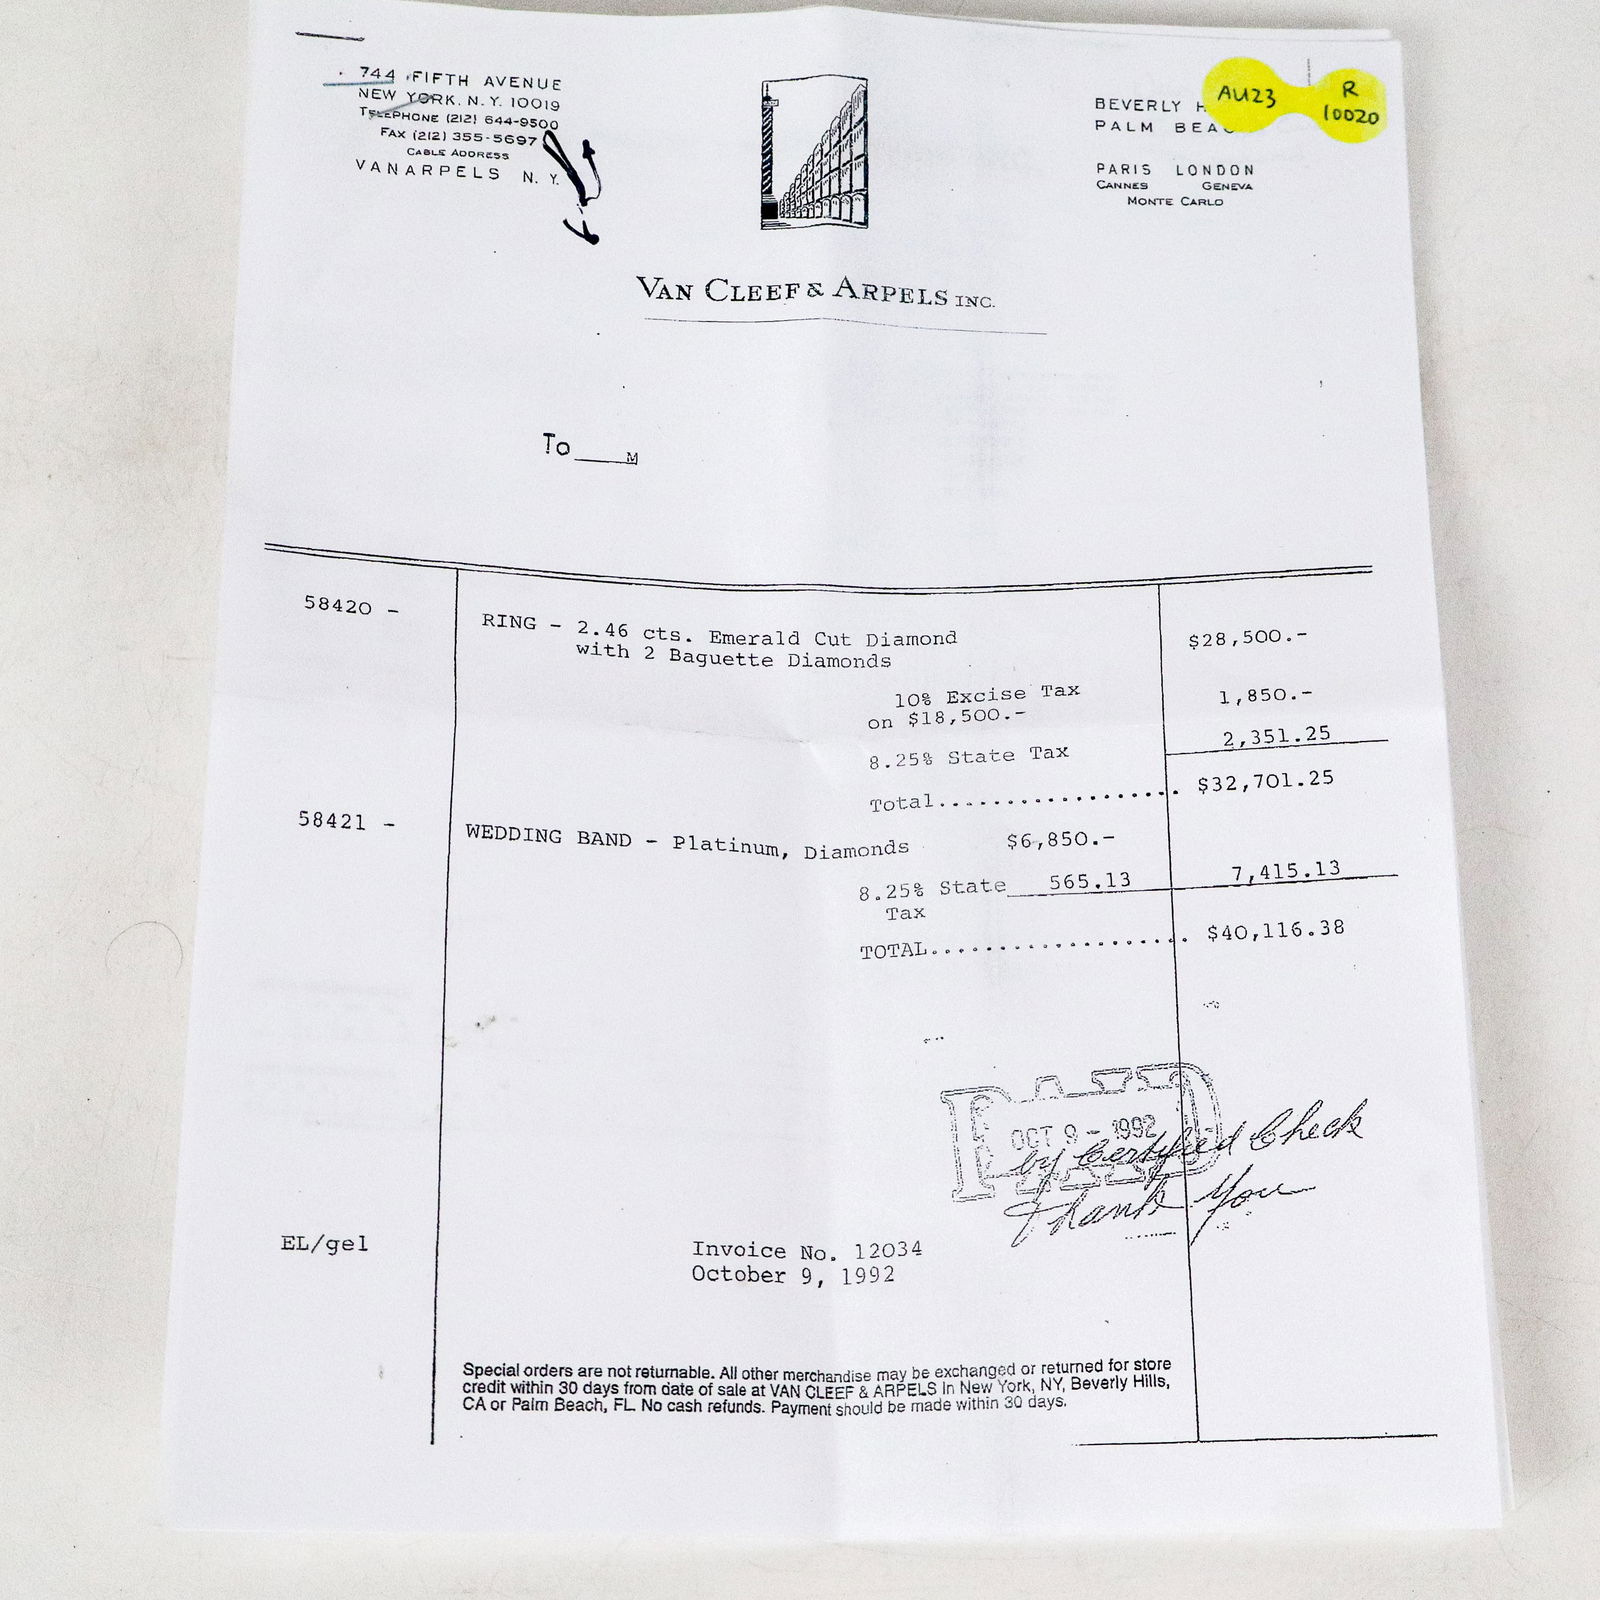 744 FIFTH AVENUE
NEW YORK, N.Y. 10019
TELEPHONE (212) 644-9500
FAX (212) 355-5697
CABLE ADDRESS
VANARPELS N.Y.
BEVERLY H
PALM BEAC
PARIS LONDON
CANNES GENEVA
MONTE CARLO
AU23
R
10020
VAN CLEEF & ARPELS INC.
To M
58420 -
RING - 2.46 cts. Emerald Cut Diamond
with 2 Baguette Diamonds
$28,500.-
10% Excise Tax
on $18,500.-
1,850.-
8.25% State Tax
2,351.25
Total.................. $32,701.25
58421 -
WEDDING BAND - Platinum, Diamonds $6,850.-
8.25% State 565.13 7,415.13
Tax
TOTAL.................... $40,116.38
PAID
OCT 9 - 1992
by Certified Check
Thank You
EL/gel
Invoice No. 12034
October 9, 1992
Special orders are not returnable. All other merchandise may be exchanged or returned for store
credit within 30 days from date of sale at VAN CLEEF & ARPELS In New York, NY, Beverly Hills,
CA or Palm Beach, FL. No cash refunds. Payment should be made within 30 days.